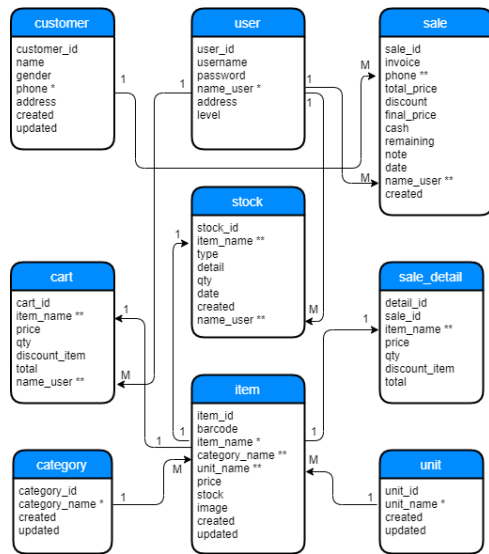 customer
customer_id
name
gender
phone *
address
created
updated
user
user_id
username
password
name_user *
address
level
sale
sale_id
invoice
phone **
total_price
discount
final_price
cash
remaining
note
date
name_user **
created
1
1
1
1
M
M
stock
stock_id
item_name **
type
detail
qty
date
created
name_user **
1
M
cart
cart_id
item_name **
price
qty
discount_item
total
name_user **
1
M
sale_detail
detail_id
sale_id
item_name **
price
qty
discount_item
total
1
item
item_id
barcode
item_name *
category_name **
unit_name **
price
stock
image
created
updated
1
1
1
M
M
category
category_id
category_name *
created
updated
1
unit
unit_id
unit_name *
created
updated
1